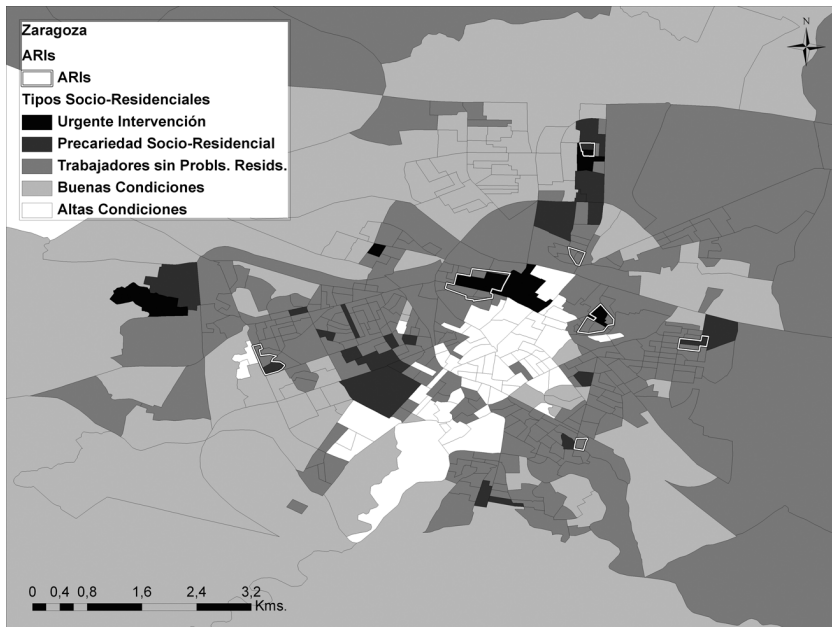 Zaragoza
ARIs
ARIs
Tipos Socio-Residenciales
Urgente Intervención
Precariedad Socio-Residencial
Trabajadores sin Probls. Resids.
Buenas Condiciones
Altas Condiciones
N
0 0,4 0,8 1,6 2,4 3,2
Kms.